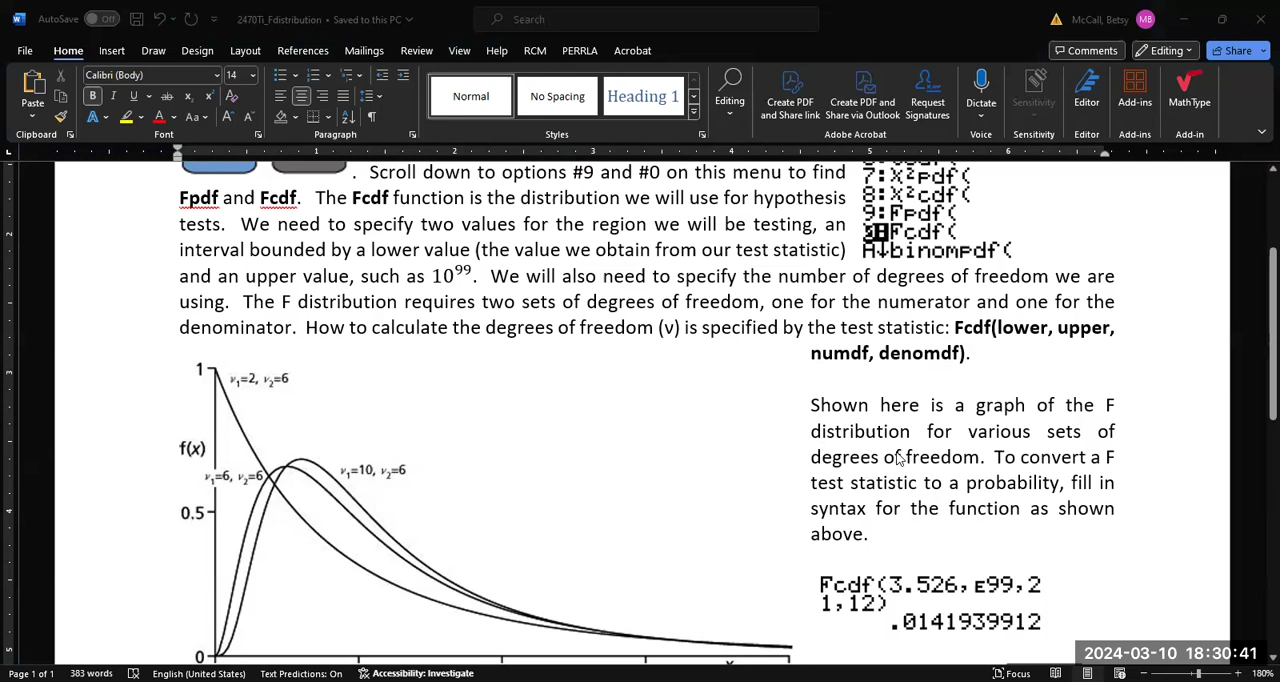 AutoSave Off 2470Ti_Fdistribution • Saved to this PC Search McCall, Betsy MB
File Home Insert Draw Design Layout References Mailings Review View Help RCM PERRLA Acrobat Comments Editing Share
Calibri (Body) 14
Paste
Normal No Spacing Heading 1
Editing
Create PDF and Share link
Create PDF and Share via Outlook
Request Signatures
Dictate
Sensitivity
Editor
Add-ins
MathType
Clipboard Font Paragraph Styles Adobe Acrobat Voice Sensitivity Editor Add-ins Add-in
1 2 3 4 5 6
. Scroll down to options #9 and #0 on this menu to find
Fpdf and Fcdf. The Fcdf function is the distribution we will use for hypothesis
tests. We need to specify two values for the region we will be testing, an
interval bounded by a lower value (the value we obtain from our test statistic)
and an upper value, such as 10⁹⁹. We will also need to specify the number of degrees of freedom we are
using. The F distribution requires two sets of degrees of freedom, one for the numerator and one for the
denominator. How to calculate the degrees of freedom (ν) is specified by the test statistic: Fcdf(lower, upper,
numdf, denomdf).
7:χ²pdf(
8:χ²cdf(
9:Fpdf(
0:Fcdf(
A↓binompdf(
Shown here is a graph of the F
distribution for various sets of
degrees of freedom. To convert a F
test statistic to a probability, fill in
syntax for the function as shown
above.
1
ν₁=2, ν₂=6
f(x)
ν₁=6, ν₂=6
ν₁=10, ν₂=6
0.5
0
Fcdf(3.526,ᴇ99,2
1,12)
.0141939912
2024-03-10 18:30:41
Page 1 of 1 383 words English (United States) Text Predictions: On Accessibility: Investigate Focus 180%